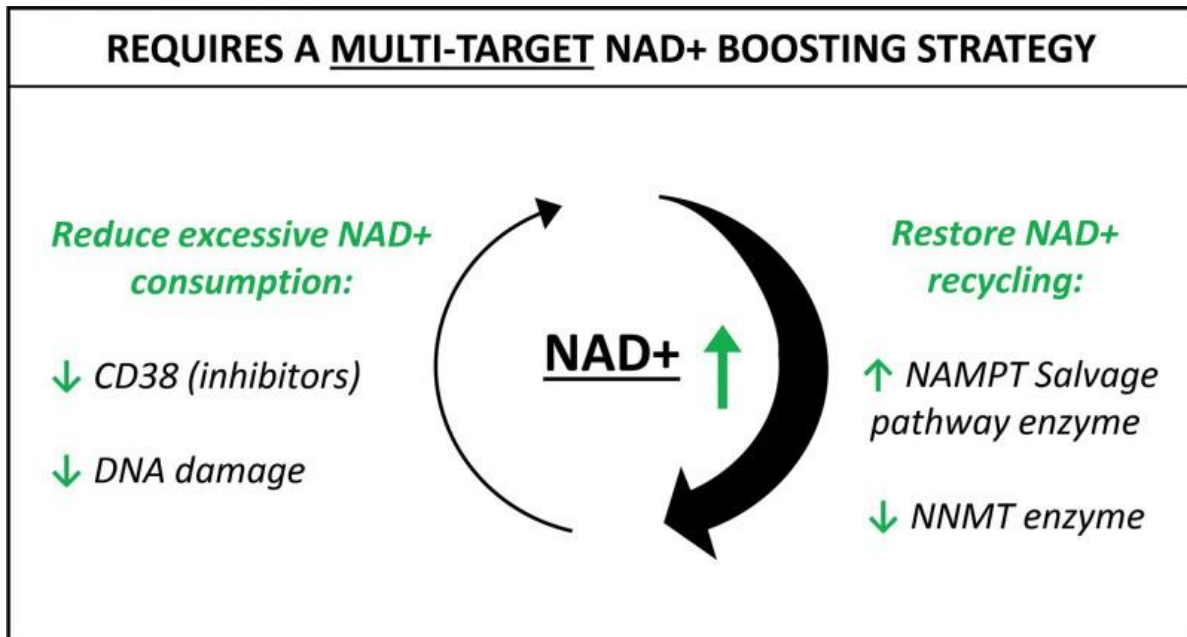 REQUIRES A MULTI-TARGET NAD+ BOOSTING STRATEGY
Reduce excessive NAD+
consumption:
↓ CD38 (inhibitors)
↓ DNA damage
NAD+ ↑
Restore NAD+
recycling:
↑ NAMPT Salvage
pathway enzyme
↓ NNMT enzyme